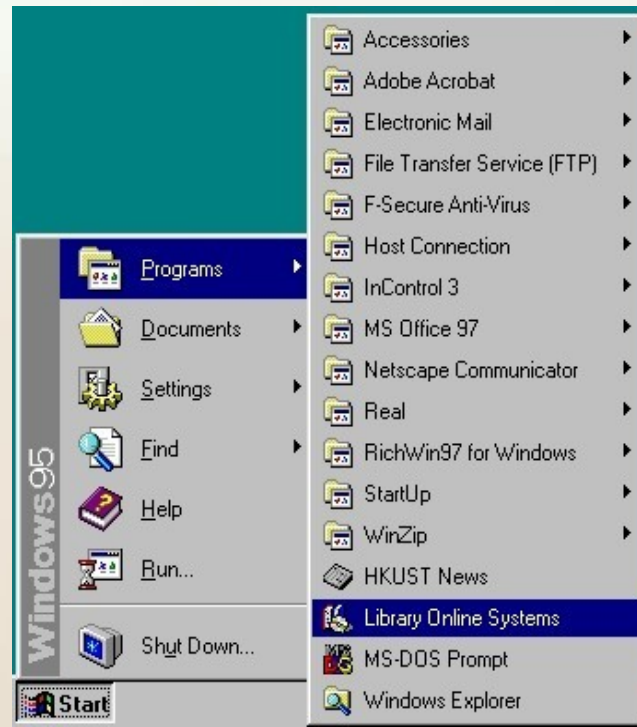 Accessories
Adobe Acrobat
Electronic Mail
File Transfer Service (FTP)
F-Secure Anti-Virus
Host Connection
InControl 3
MS Office 97
Netscape Communicator
Real
RichWin97 for Windows
StartUp
WinZip
HKUST News
Library Online Systems
MS-DOS Prompt
Windows Explorer
Programs
Documents
Settings
Find
Help
Run...
Shut Down...
Windows95
Start